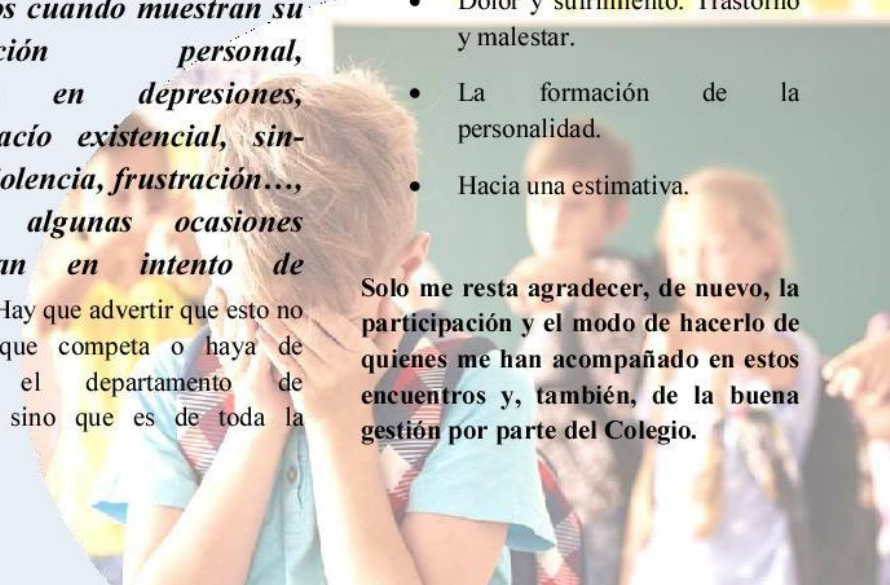 os cuando muestran su
ción personal,
en depresiones,
acío existencial, sin-
olencia, frustración…,
algunas ocasiones
an en intento de
Hay que advertir que esto no
que competa o haya de
el departamento de
sino que es de toda la
• Dolor y sufrimiento. Trastorno
y malestar.
• La formación de la
personalidad.
• Hacia una estimativa.
Solo me resta agradecer, de nuevo, la
participación y el modo de hacerlo de
quienes me han acompañado en estos
encuentros y, también, de la buena
gestión por parte del Colegio.